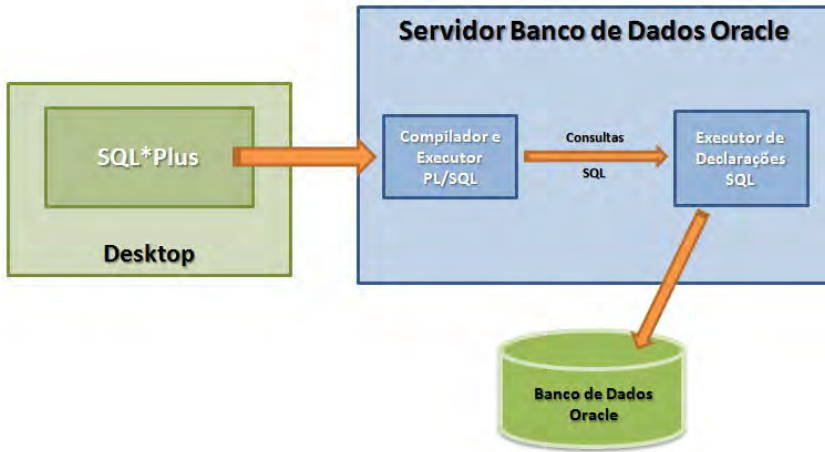 Servidor Banco de Dados Oracle
SQL*Plus
Desktop
Compilador e
Executor
PL/SQL
Consultas
SQL
Executor de
Declarações
SQL
Banco de Dados
Oracle